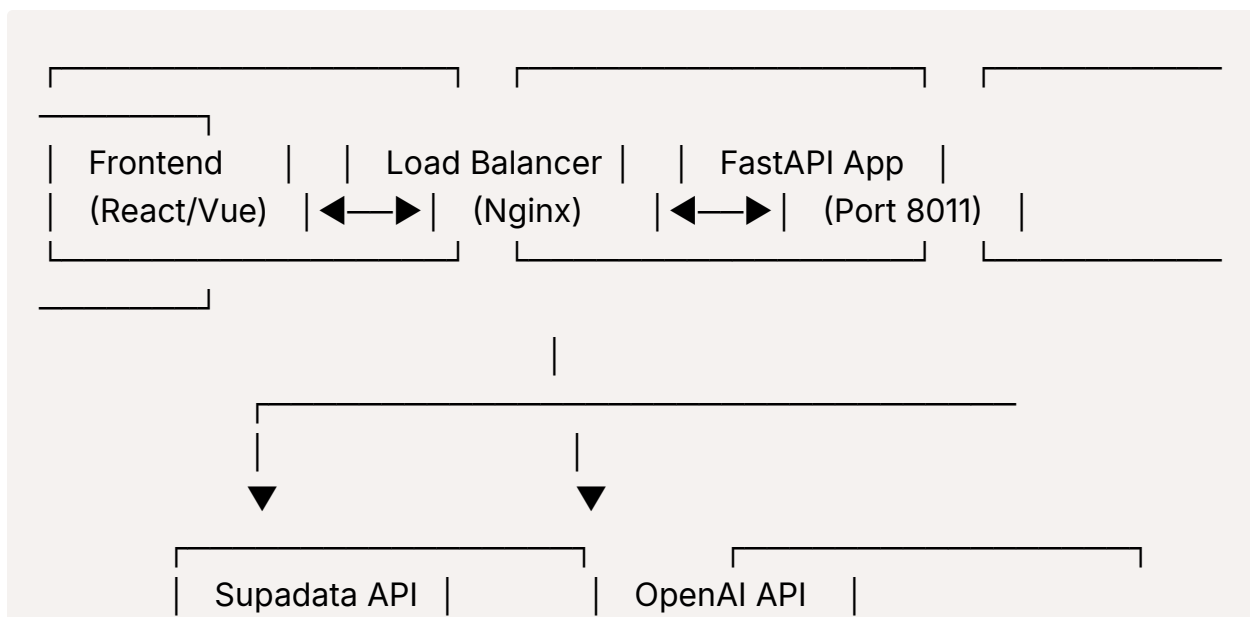 ┌──────────────────┐  ┌──────────────────┐  ┌──────────
────────┐
│  Frontend    │  │  Load Balancer │  │  FastAPI App  │
│  (React/Vue)  │◄──►│  (Nginx)    │◄──►│  (Port 8011)  │
└──────────────────┘  └──────────────────┘  └──────────
────────┘
│
┌──────────────────────────────────
│                │
▼                ▼
┌──────────────────┐      ┌──────────────────┐
│  Supadata API  │      │  OpenAI API  │